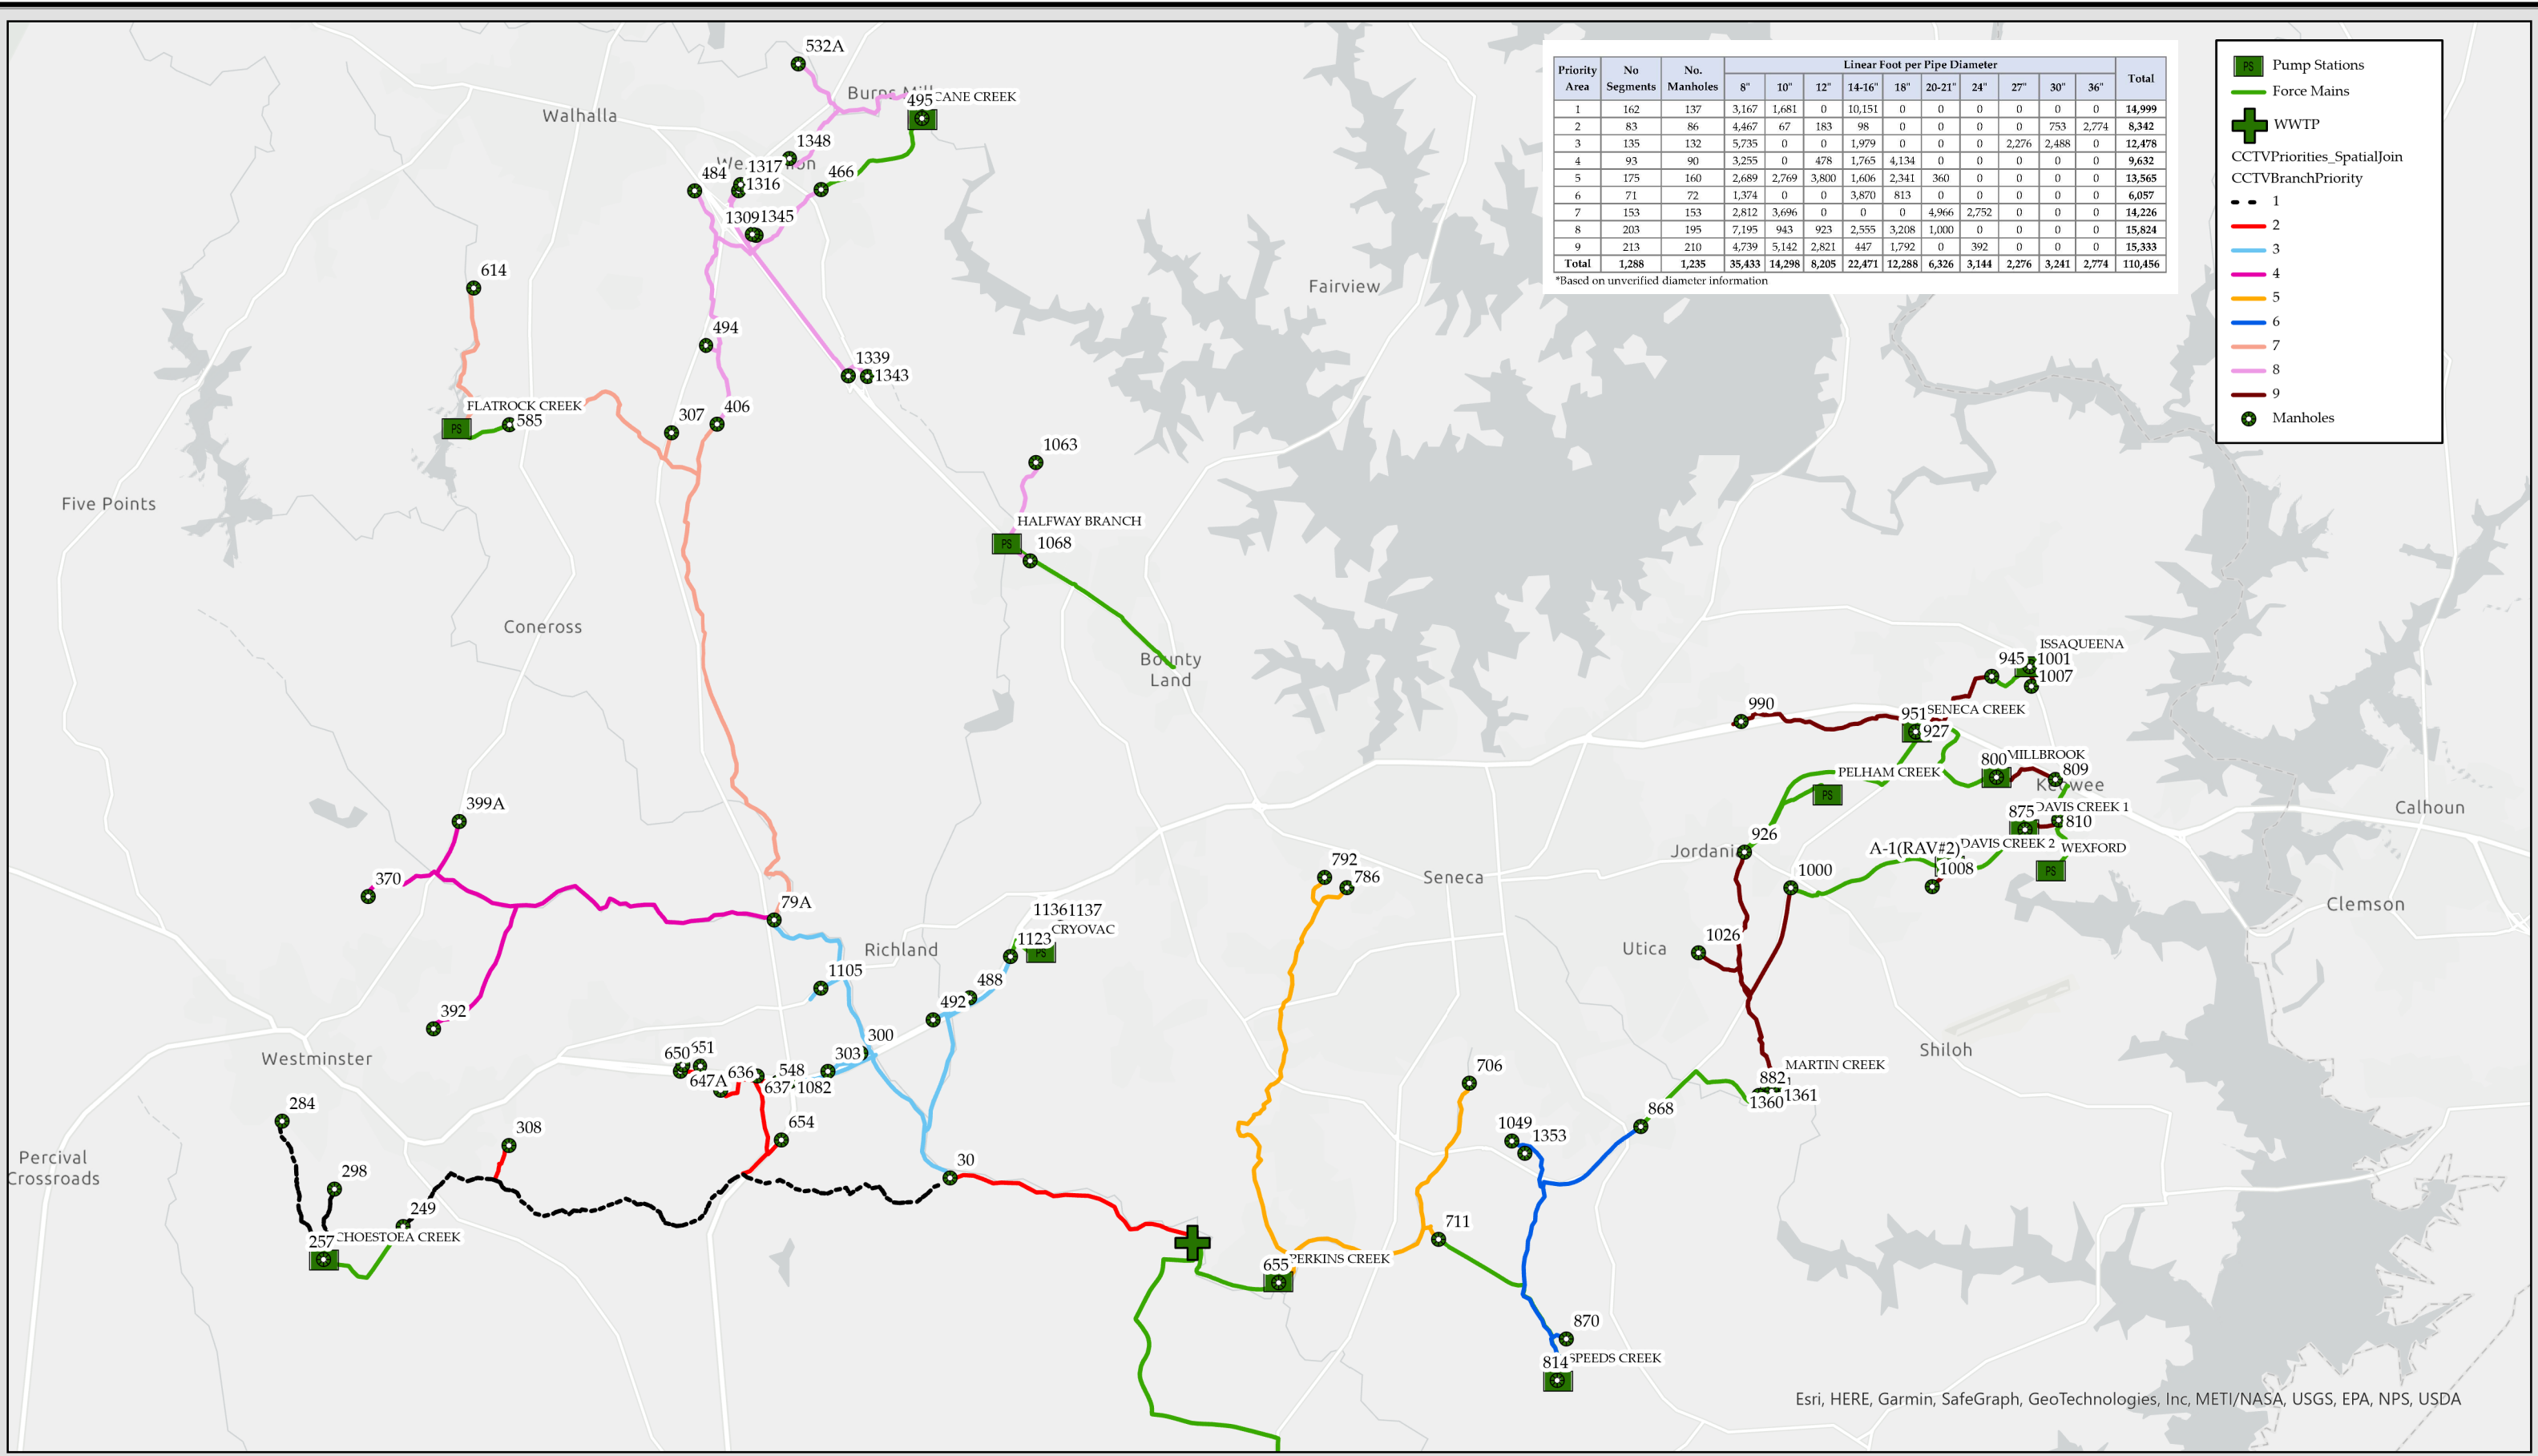 532A
Burns Mill
495 CANE CREEK
Walhalla
1348
1317
484
1316
466
1309 1345
614
494
1339
1343
Fairview
FLATROCK CREEK
PS
585
307
406
1063
Five Points
HALFWAY BRANCH
PS
1068
Coneross
Bounty
Land
ISSAQUEENA
945
1001
1007
990
951
SENECA CREEK
927
MILLBROOK
800
PELHAM CREEK
PS
809
Keowee
Calhoun
399A
875
DAVIS CREEK 1
810
926
A-1(RAV#2)
DAVIS CREEK 2
WEXFORD
PS
1008
1000
792
786
Seneca
370
79A
1136 1137
CRYOVAC
1123
PS
Richland
Clemson
Utica
1026
1105
488
492
392
300
303
Westminster
650
651
647A
636
548
637
1082
Shiloh
MARTIN CREEK
882
1361
1360
706
284
308
654
868
1049
1353
Percival
Crossroads
298
30
249
257
CHOESTOEA CREEK
711
655
PERKINS CREEK
870
814
SPEEDS CREEK
Priority Area No Segments No. Manholes Linear Foot per Pipe Diameter Total
8" 10" 12" 14-16" 18" 20-21" 24" 27" 30" 36"
1 162 137 3,167 1,681 0 10,151 0 0 0 0 0 0 14,999
2 83 86 4,467 67 183 98 0 0 0 0 753 2,774 8,342
3 135 132 5,735 0 0 1,979 0 0 0 2,276 2,488 0 12,478
4 93 90 3,255 0 478 1,765 4,134 0 0 0 0 0 9,632
5 175 160 2,689 2,769 3,800 1,606 2,341 360 0 0 0 0 13,565
6 71 72 1,374 0 0 3,870 813 0 0 0 0 0 6,057
7 153 153 2,812 3,696 0 0 0 4,966 2,752 0 0 0 14,226
8 203 195 7,195 943 923 2,555 3,208 1,000 0 0 0 0 15,824
9 213 210 4,739 5,142 2,821 447 1,792 0 392 0 0 0 15,333
Total 1,288 1,235 35,433 14,298 8,205 22,471 12,288 6,326 3,144 2,276 3,241 2,774 110,456
*Based on unverified diameter information
PS Pump Stations
Force Mains
WWTP
CCTVPriorities_SpatialJoin
CCTVBranchPriority
1
2
3
4
5
6
7
8
9
Manholes
Esri, HERE, Garmin, SafeGraph, GeoTechnologies, Inc, METI/NASA, USGS, EPA, NPS, USDA